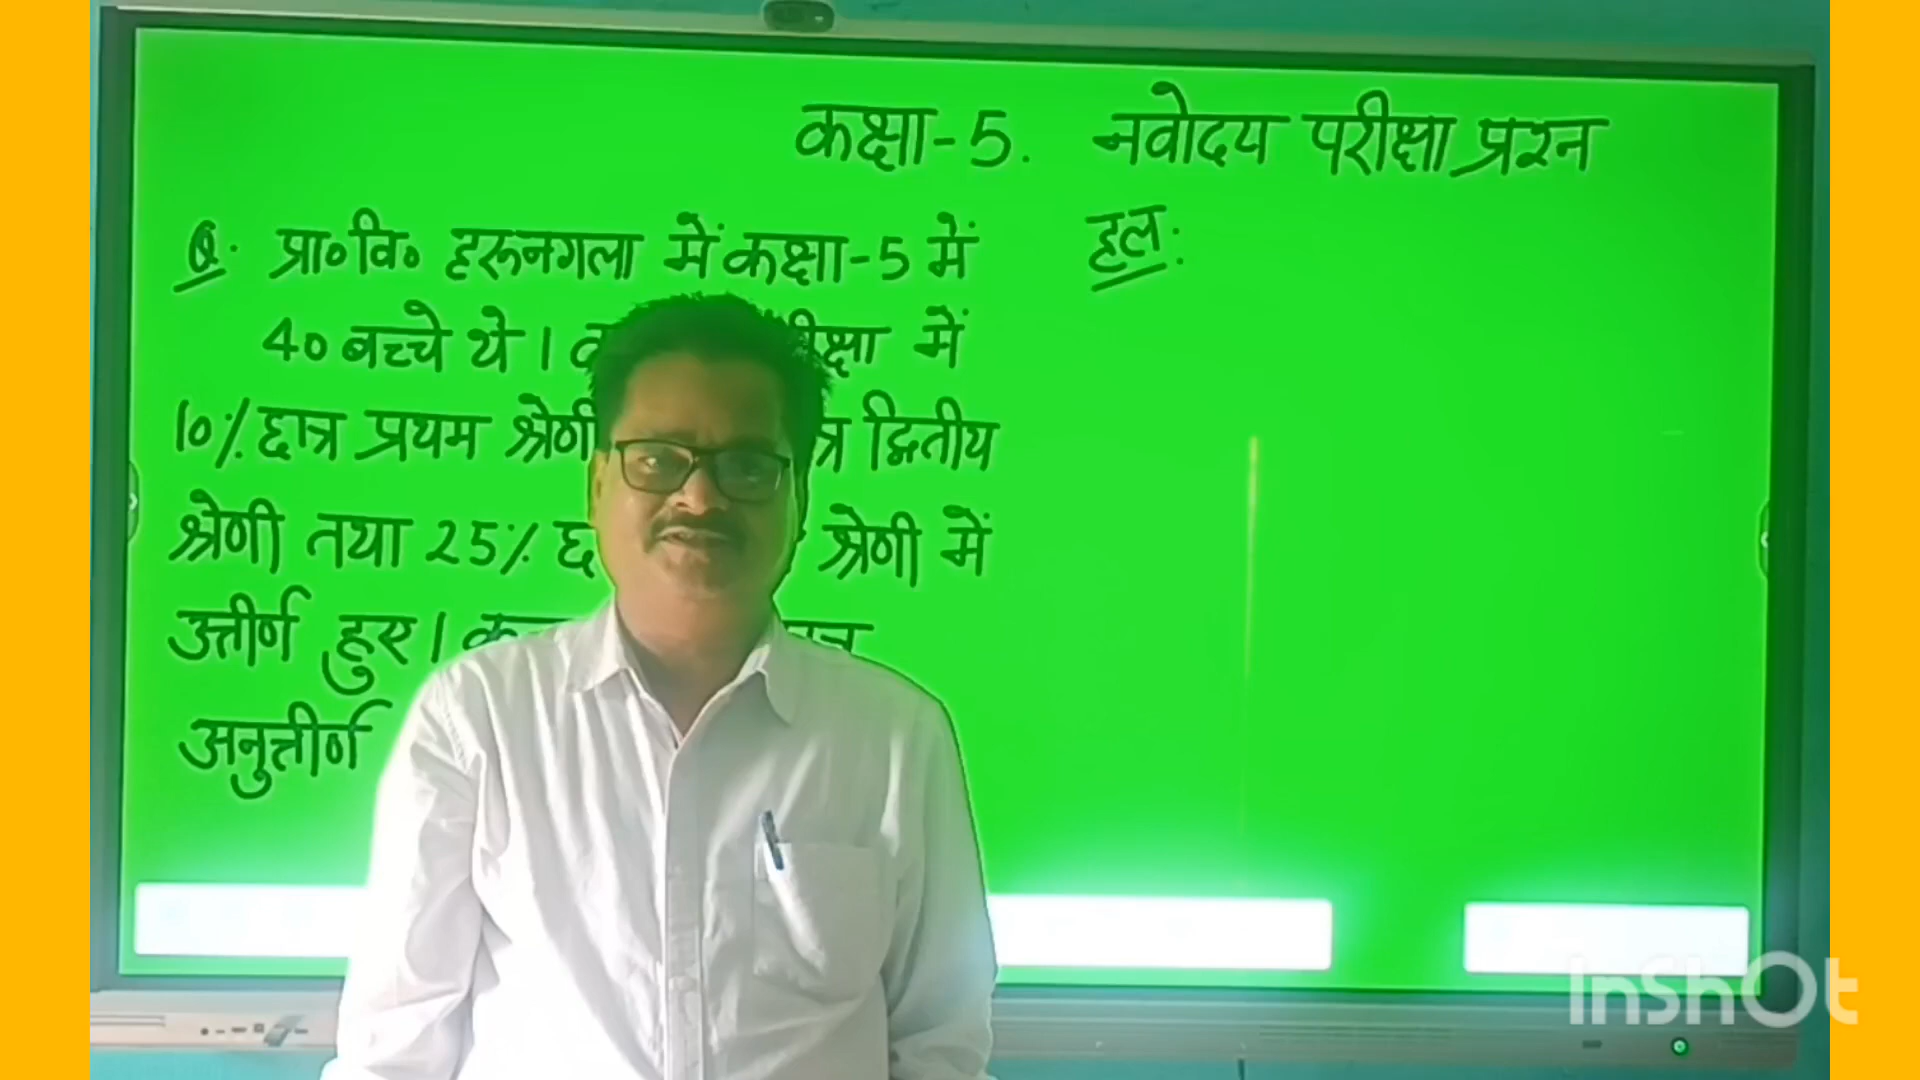 कक्षा-5. नवोदय परीक्षा प्रश्न
Q. प्रा०वि० हरूनगला में कक्षा-5 में
40 बच्चे थे । में
10% छात्र प्रथम द्वितीय
श्रेणी तथा 25% श्रेणी में
उत्तीर्ण हुए ।
अनुत्तीर्ण
हल:
InShOt